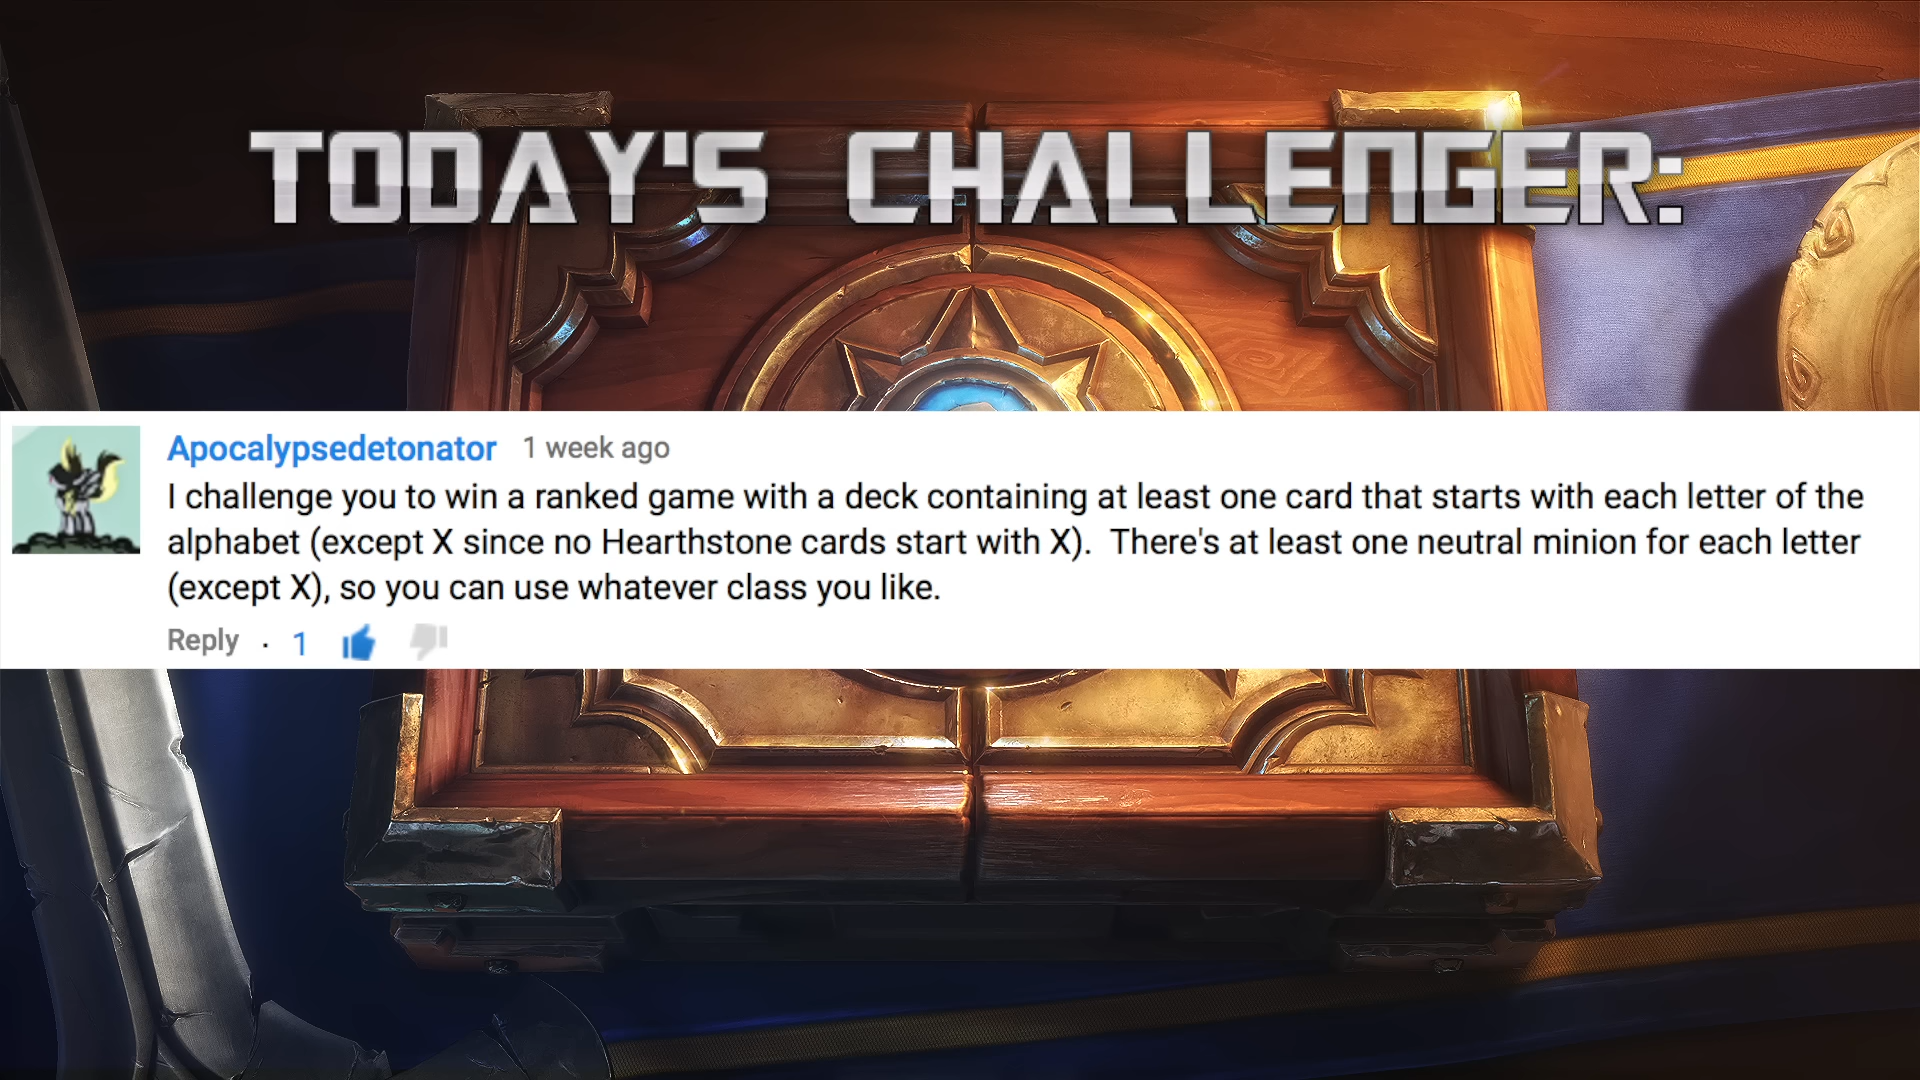 TODAY'S CHALLENGER:
Apocalypsedetonator 1 week ago
I challenge you to win a ranked game with a deck containing at least one card that starts with each letter of the
alphabet (except X since no Hearthstone cards start with X).  There's at least one neutral minion for each letter
(except X), so you can use whatever class you like.
Reply · 1